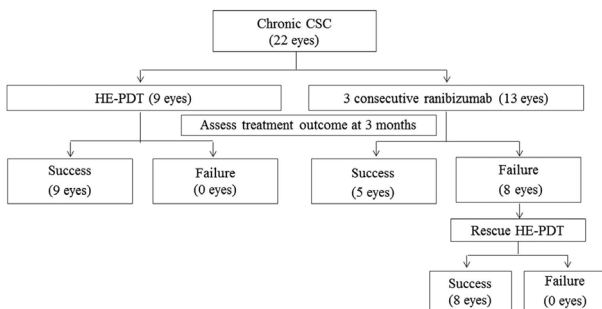 Chronic CSC
(22 eyes)
HE-PDT (9 eyes)
3 consecutive ranibizumab (13 eyes)
Assess treatment outcome at 3 months
Success
(9 eyes)
Failure
(0 eyes)
Success
(5 eyes)
Failure
(8 eyes)
Rescue HE-PDT
Success
(8 eyes)
Failure
(0 eyes)